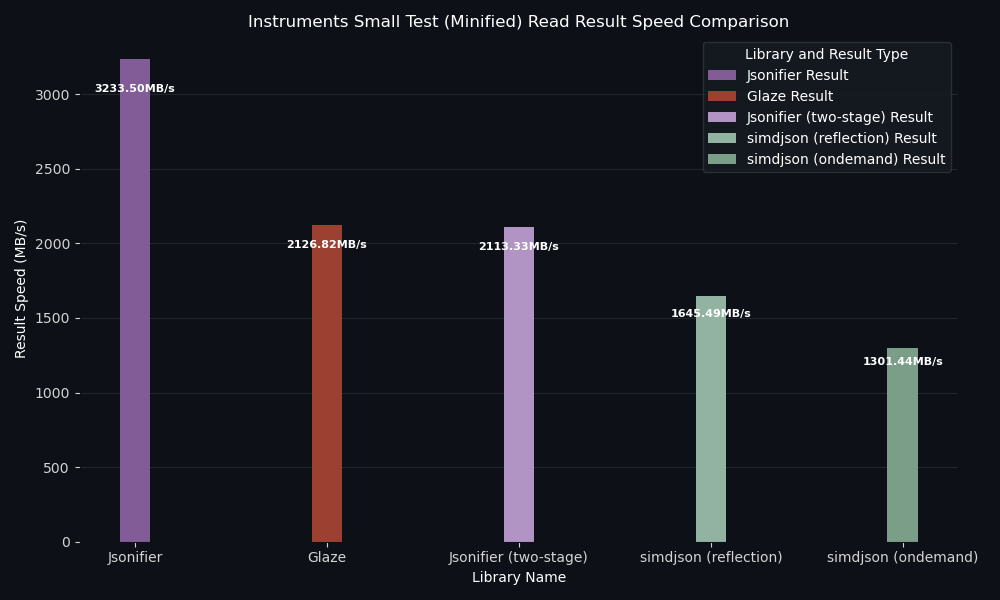 Instruments Small Test (Minified) Read Result Speed Comparison
Library and Result Type
Jsonifier Result
Glaze Result
Jsonifier (two-stage) Result
simdjson (reflection) Result
simdjson (ondemand) Result
Result Speed (MB/s)
3000
2500
2000
1500
1000
500
0
3233.50MB/s
2126.82MB/s
2113.33MB/s
1645.49MB/s
1301.44MB/s
Jsonifier
Glaze
Jsonifier (two-stage)
simdjson (reflection)
simdjson (ondemand)
Library Name